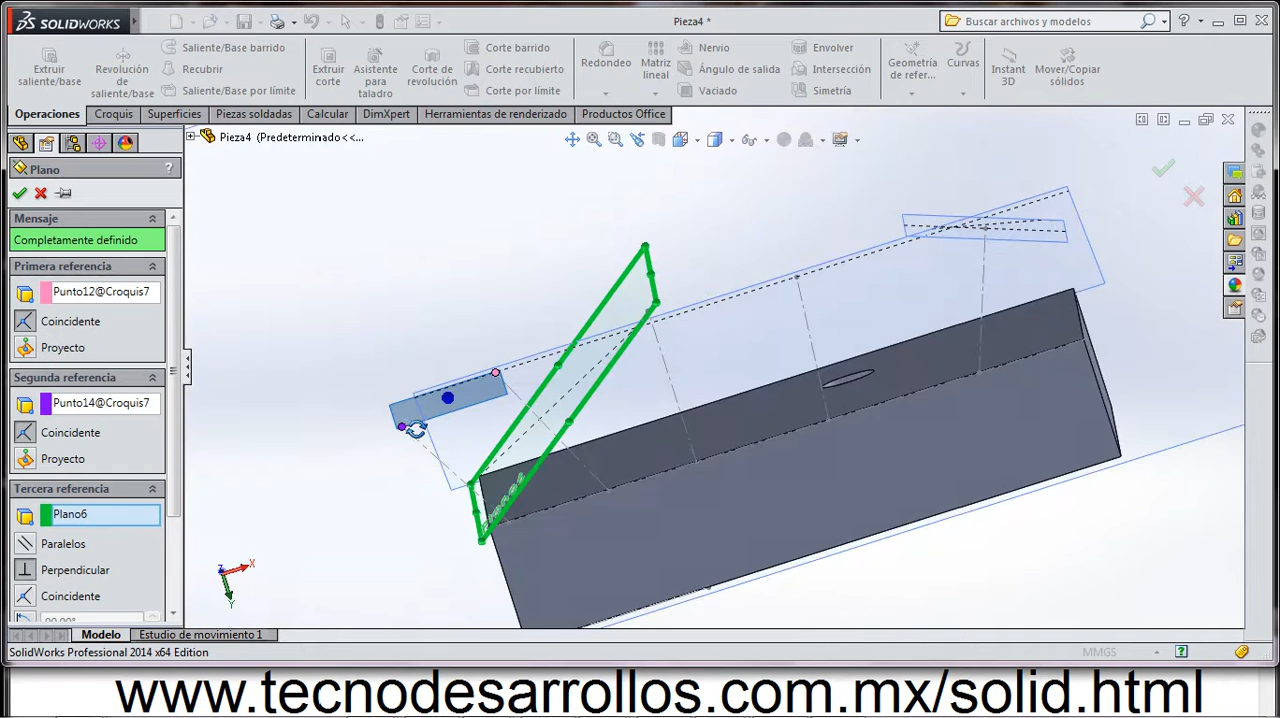 SOLIDWORKS
Pieza4 *
Buscar archivos y modelos
Extruir saliente/base
Revolución de saliente/base
Saliente/Base barrido
Recubrir
Saliente/Base por límite
Extruir corte
Asistente para taladro
Corte de revolución
Corte barrido
Corte recubierto
Corte por límite
Redondeo
Matriz lineal
Nervio
Ángulo de salida
Vaciado
Envolver
Intersección
Simetría
Geometría de refer...
Curvas
Instant 3D
Mover/Copiar sólidos
Operaciones
Croquis
Superficies
Piezas soldadas
Calcular
DimXpert
Herramientas de renderizado
Productos Office
Pieza4 (Predeterminado<<...
Plano
?
Mensaje
Completamente definido
Primera referencia
Punto12@Croquis7
Coincidente
Proyecto
Segunda referencia
Punto14@Croquis7
Coincidente
Proyecto
Tercera referencia
Plano6
Paralelos
Perpendicular
Coincidente
X
Y
Z
Modelo
Estudio de movimiento 1
SolidWorks Professional 2014 x64 Edition
MMGS
www.tecnodesarrollos.com.mx/solid.html